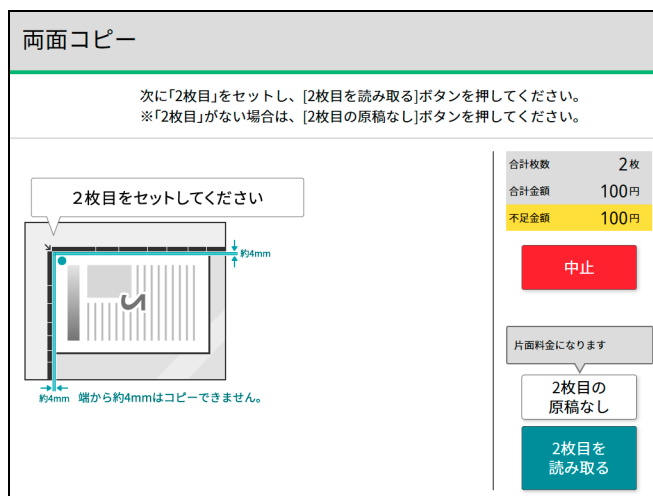 両面コピー
次に「2枚目」をセットし、[2枚目を読み取る]ボタンを押してください。
※「2枚目」がない場合は、[2枚目の原稿なし]ボタンを押してください。
2枚目をセットしてください
約4mm
約4mm
端から約4mmはコピーできません。
合計枚数 2枚
合計金額 100円
不足金額 100円
中止
片面料金になります
2枚目の
原稿なし
2枚目を
読み取る